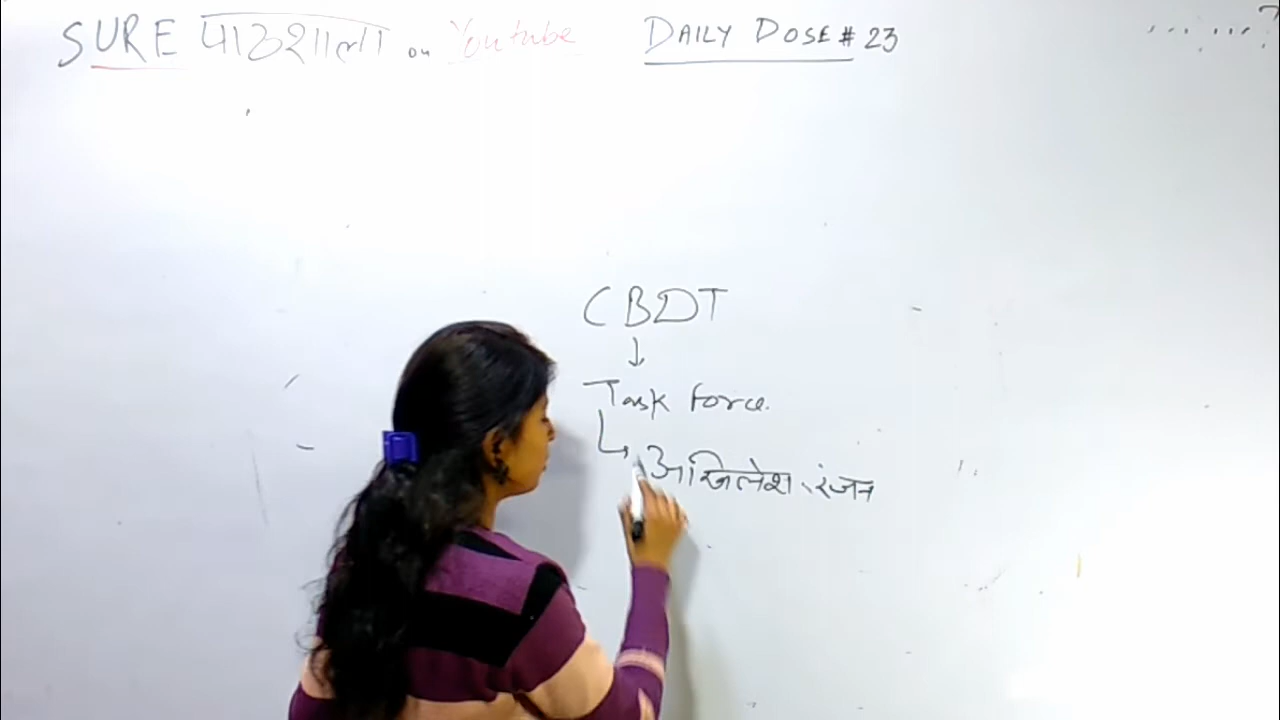 SURE पाठशाला on Youtube DAILY DOSE # 23
.... ...?
CBDT
↓
Task force.
↳ अखिलेश रंजन